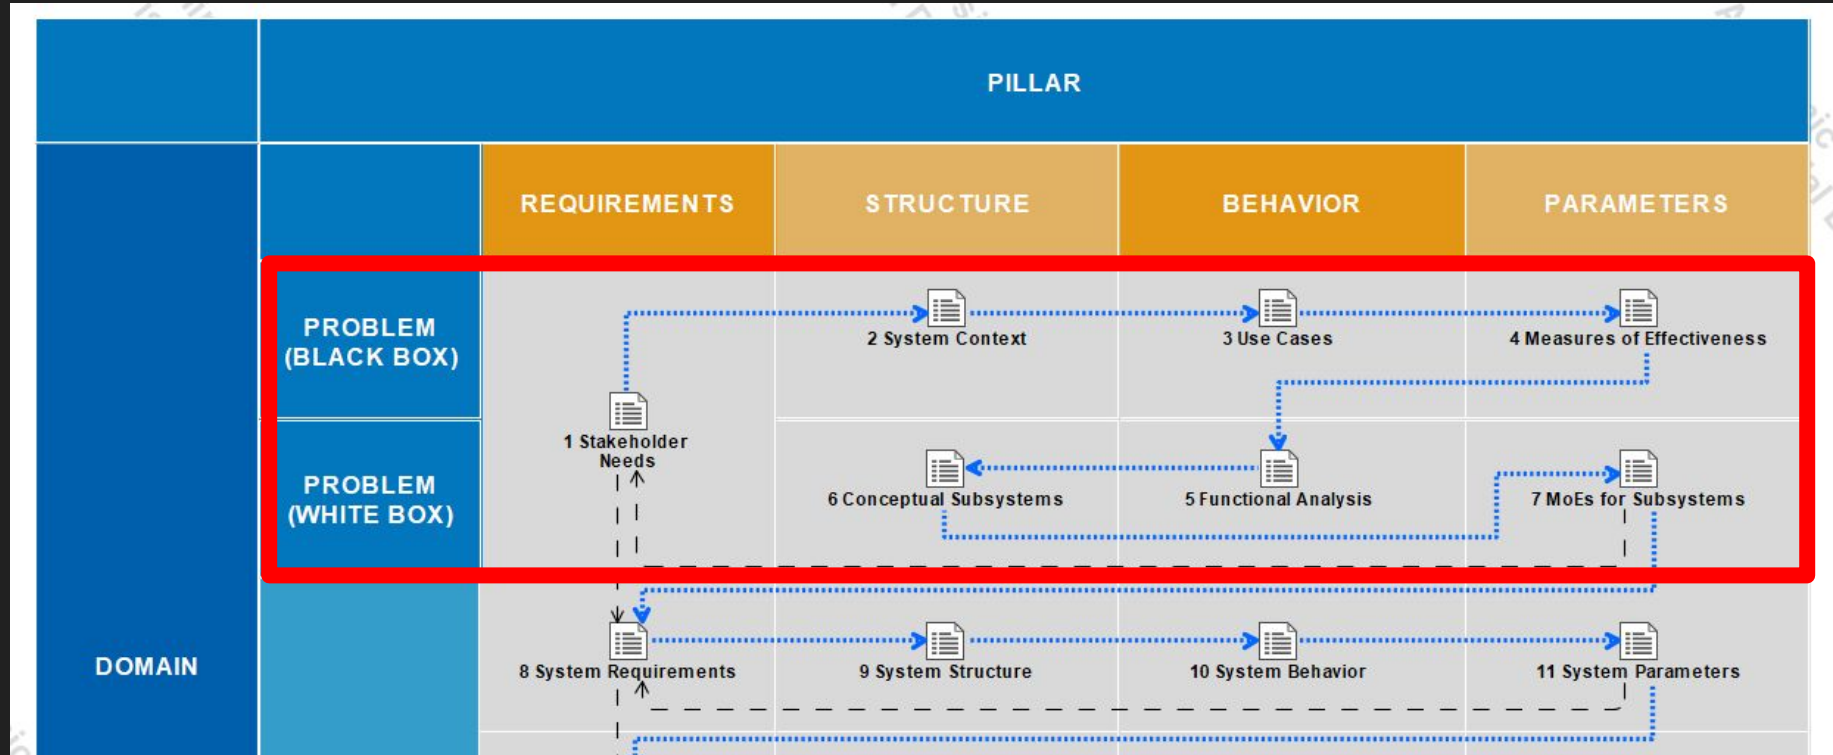 PILLAR
REQUIREMENTS
STRUCTURE
BEHAVIOR
PARAMETERS
PROBLEM
(BLACK BOX)
2 System Context
3 Use Cases
4 Measures of Effectiveness
1 Stakeholder
Needs
PROBLEM
(WHITE BOX)
6 Conceptual Subsystems
5 Functional Analysis
7 MoEs for Subsystems
DOMAIN
8 System Requirements
9 System Structure
10 System Behavior
11 System Parameters